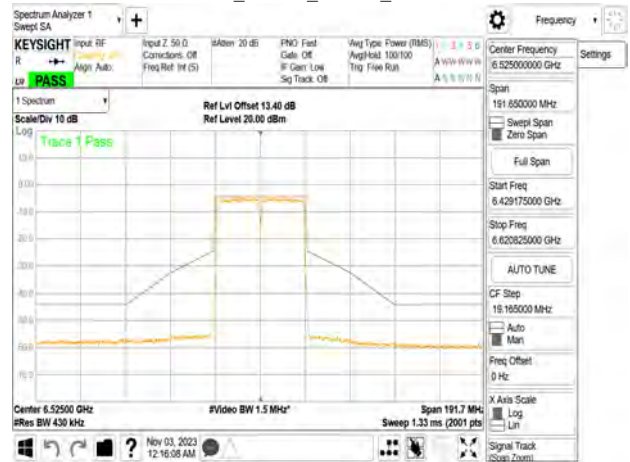 Spectrum Analyzer 1
Swept SA
Frequency
KEYSIGHT
Input: RF
Align: Auto
Input Z: 50 Ω
Corrections: Off
Freq Ref: Int (S)
#Atten: 20 dB
PNO: Fast
Gate: Off
IF Gain: Low
Sig Track: Off
Avg Type: Power (RMS)
Avg|Hold: 100/100
Trig: Free Run
PASS
Center Frequency
6.525000000 GHz
Settings
Span
191.650000 MHz
Swept Span
Zero Span
Full Span
Start Freq
6.429175000 GHz
Stop Freq
6.620825000 GHz
AUTO TUNE
CF Step
19.165000 MHz
Auto
Man
Freq Offset
0 Hz
X Axis Scale
Log
Lin
Signal Track
(Span Zoom)
1 Spectrum
Scale/Div 10 dB
Ref Lvl Offset 13.40 dB
Ref Level 20.00 dBm
Log
Trace 1 Pass
Center 6.52500 GHz
#Video BW 1.5 MHz*
Span 191.7 MHz
#Res BW 430 kHz
Sweep 1.33 ms (2001 pts
Nov 03, 2023
12:16:08 AM